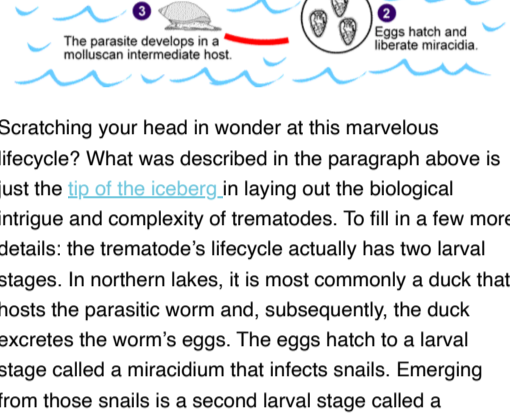 3
2
Eggs hatch and
liberate miracidia.
The parasite develops in a
molluscan intermediate host.
Scratching your head in wonder at this marvelous
lifecycle? What was described in the paragraph above is
just the tip of the iceberg in laying out the biological
intrigue and complexity of trematodes. To fill in a few more
details: the trematode’s lifecycle actually has two larval
stages. In northern lakes, it is most commonly a duck that
hosts the parasitic worm and, subsequently, the duck
excretes the worm’s eggs. The eggs hatch to a larval
stage called a miracidium that infects snails. Emerging
from those snails is a second larval stage called a